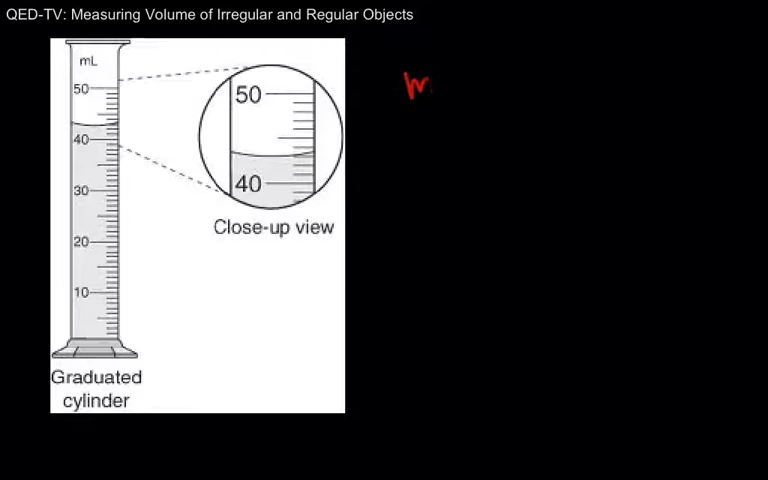 QED-TV: Measuring Volume of Irregular and Regular Objects
mL
50
40
30
20
10
50
40
Close-up view
Graduated
cylinder